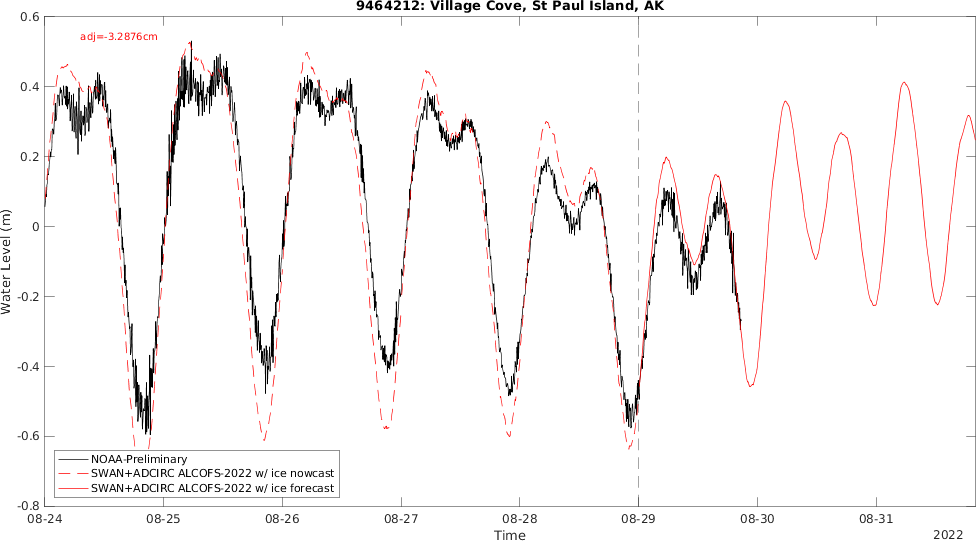 9464212: Village Cove, St Paul Island, AK
adj=-3.2876cm
0.6
0.4
0.2
0
-0.2
-0.4
-0.6
-0.8
Water Level (m)
NOAA-Preliminary
SWAN+ADCIRC ALCOFS-2022 w/ ice nowcast
SWAN+ADCIRC ALCOFS-2022 w/ ice forecast
08-24 08-25 08-26 08-27 08-28 08-29 08-30 08-31
Time
2022